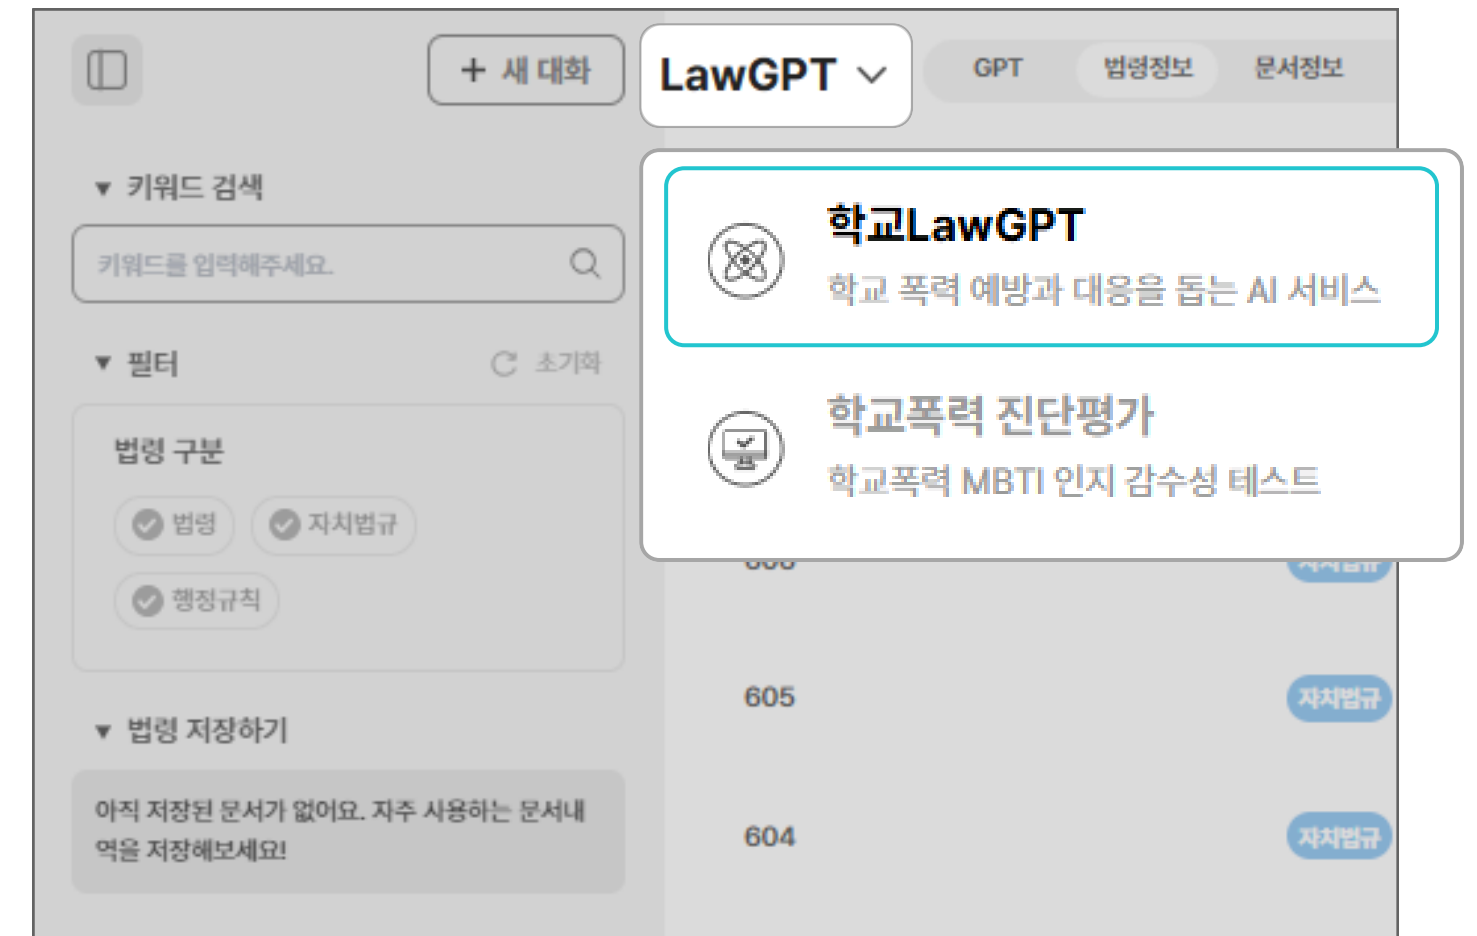 + 새 대화
LawGPT
GPT
법령정보
문서정보
▼ 키워드 검색
키워드를 입력해주세요.
▼ 필터
초기화
법령 구분
법령
자치법규
행정규칙
▼ 법령 저장하기
아직 저장된 문서가 없어요. 자주 사용하는 문서내
역을 저장해보세요!
학교LawGPT
학교 폭력 예방과 대응을 돕는 AI 서비스
학교폭력 진단평가
학교폭력 MBTI 인지 감수성 테스트
605
자치법규
604
자치법규